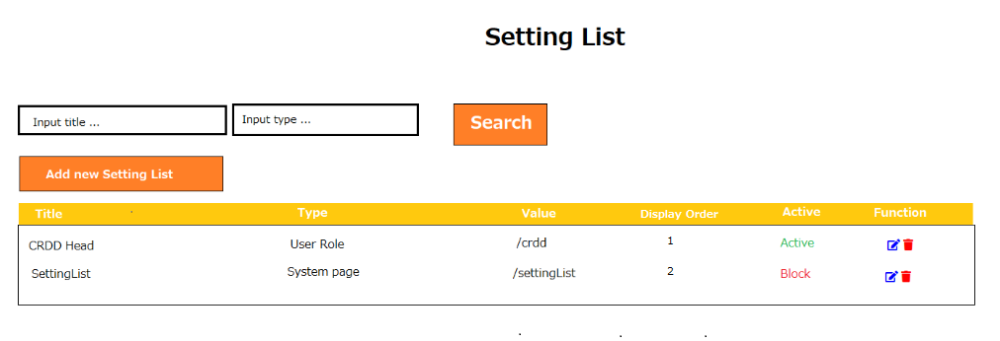 Setting List
Input title ...
Input type ...
Search
Add new Setting List
Title Type Value Display Order Active Function
CRDD Head User Role /crdd 1 Active
SettingList System page /settingList 2 Block